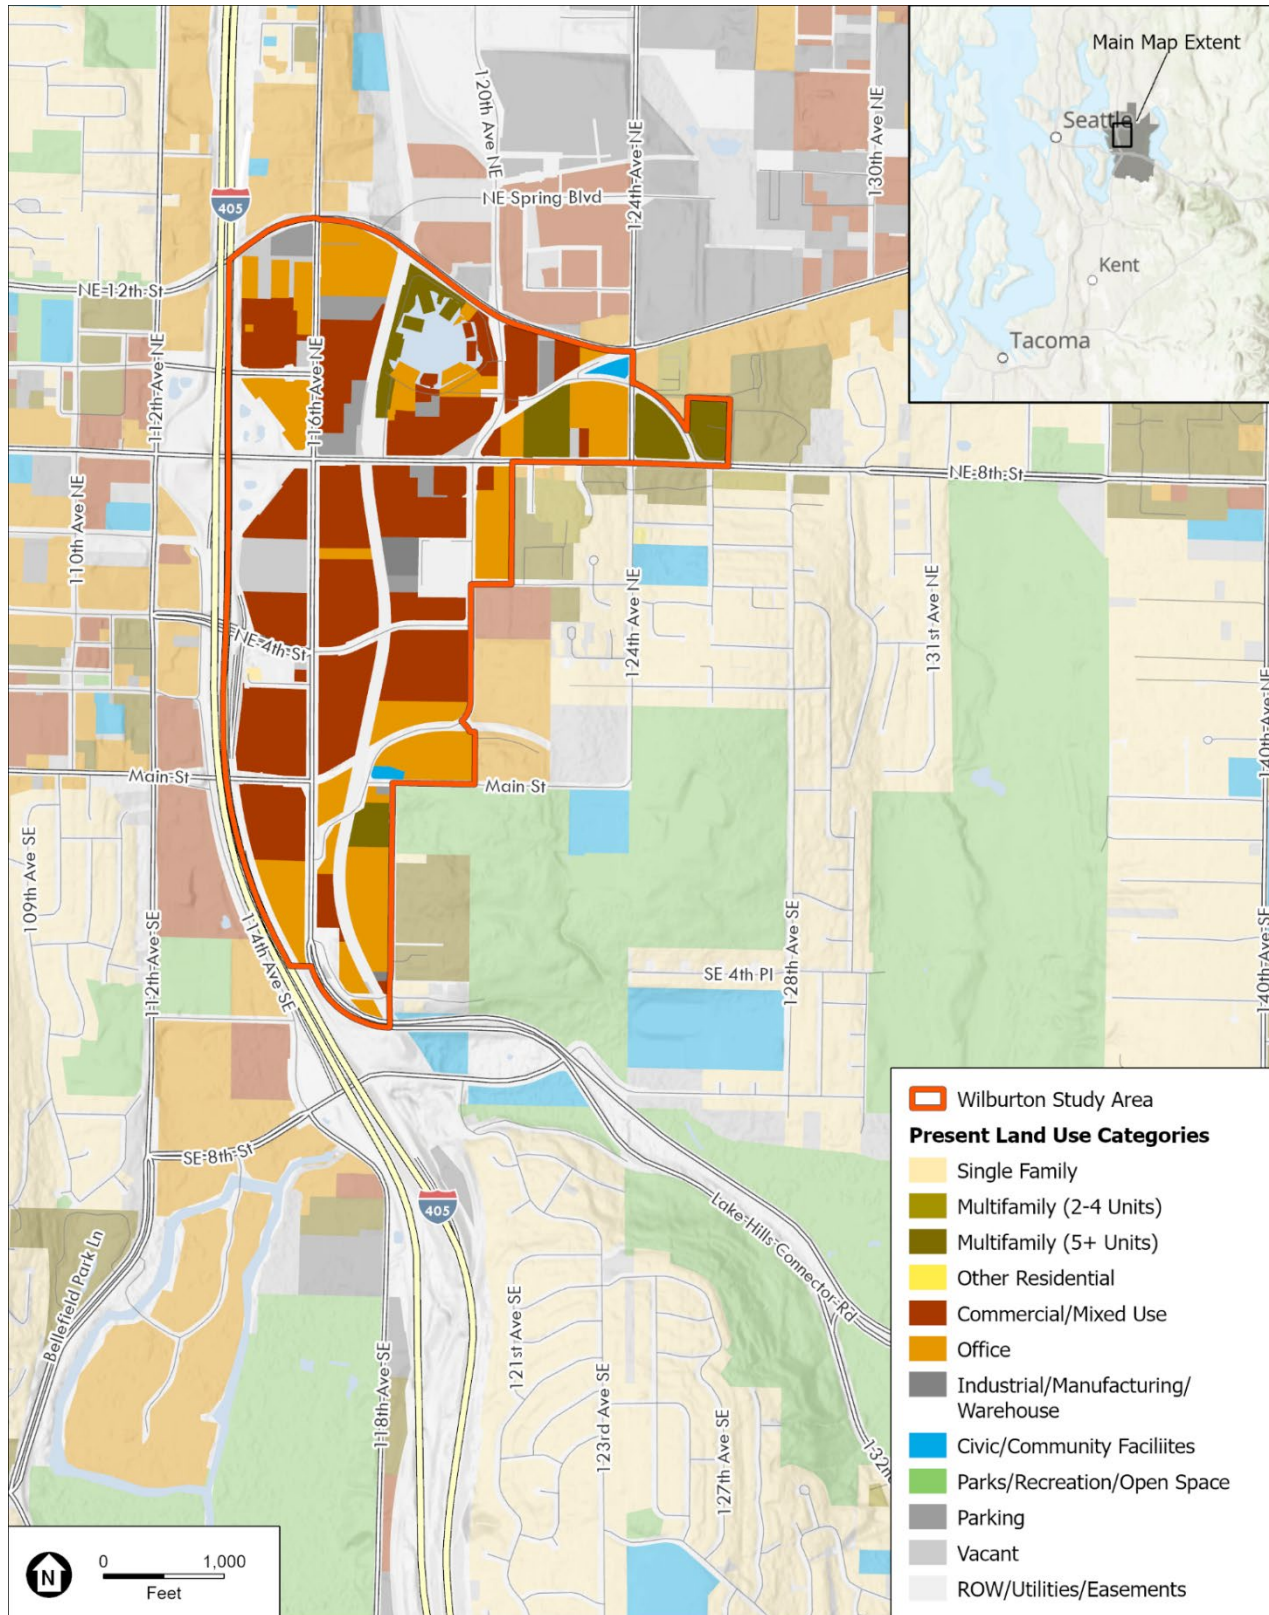 Main Map Extent
Seattle
Kent
Tacoma
120th Ave NE
124th Ave NE
130th Ave NE
NE Spring Blvd
405
NE 12th St
112th Ave NE
116th Ave NE
NE 8th St
110th Ave NE
124th Ave NE
131st Ave NE
NE 4th St
140th Ave NE
Main St
Main St
109th Ave SE
112th Ave SE
114th Ave SE
SE 4th Pl
128th Ave SE
140th Ave SE
SE 8th St
405
Bellefield Park Ln
118th Ave SE
121st Ave SE
123rd Ave SE
127th Ave SE
Lake Hills Connector Rd
132n
Wilburton Study Area
Present Land Use Categories
Single Family
Multifamily (2-4 Units)
Multifamily (5+ Units)
Other Residential
Commercial/Mixed Use
Office
Industrial/Manufacturing/
Warehouse
Civic/Community Faciliites
Parks/Recreation/Open Space
Parking
Vacant
ROW/Utilities/Easements
N
0 1,000
Feet